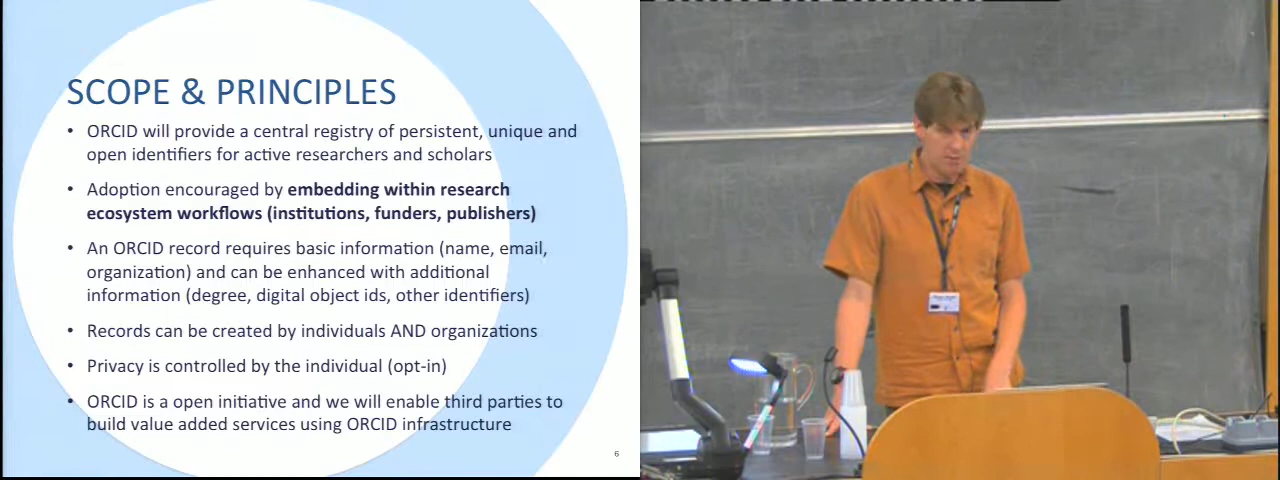 SCOPE & PRINCIPLES
• ORCID will provide a central registry of persistent, unique and
open identifiers for active researchers and scholars
• Adoption encouraged by embedding within research
ecosystem workflows (institutions, funders, publishers)
• An ORCID record requires basic information (name, email,
organization) and can be enhanced with additional
information (degree, digital object ids, other identifiers)
• Records can be created by individuals AND organizations
• Privacy is controlled by the individual (opt-in)
• ORCID is a open initiative and we will enable third parties to
build value added services using ORCID infrastructure
6